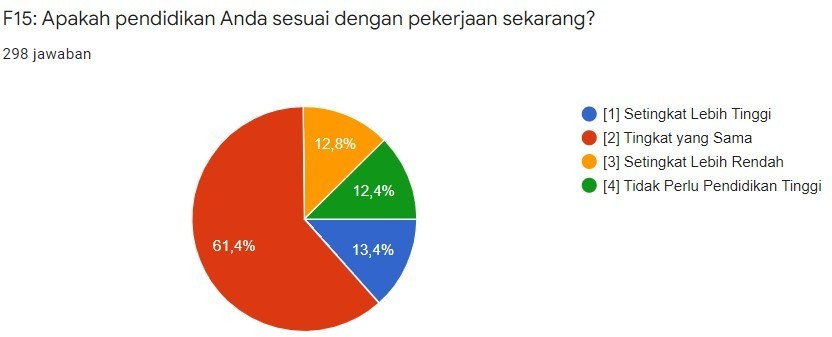 F15: Apakah pendidikan Anda sesuai dengan pekerjaan sekarang?
298 jawaban
12,8%
12,4%
61,4%
13,4%
[1] Setingkat Lebih Tinggi
[2] Tingkat yang Sama
[3] Setingkat Lebih Rendah
[4] Tidak Perlu Pendidikan Tinggi